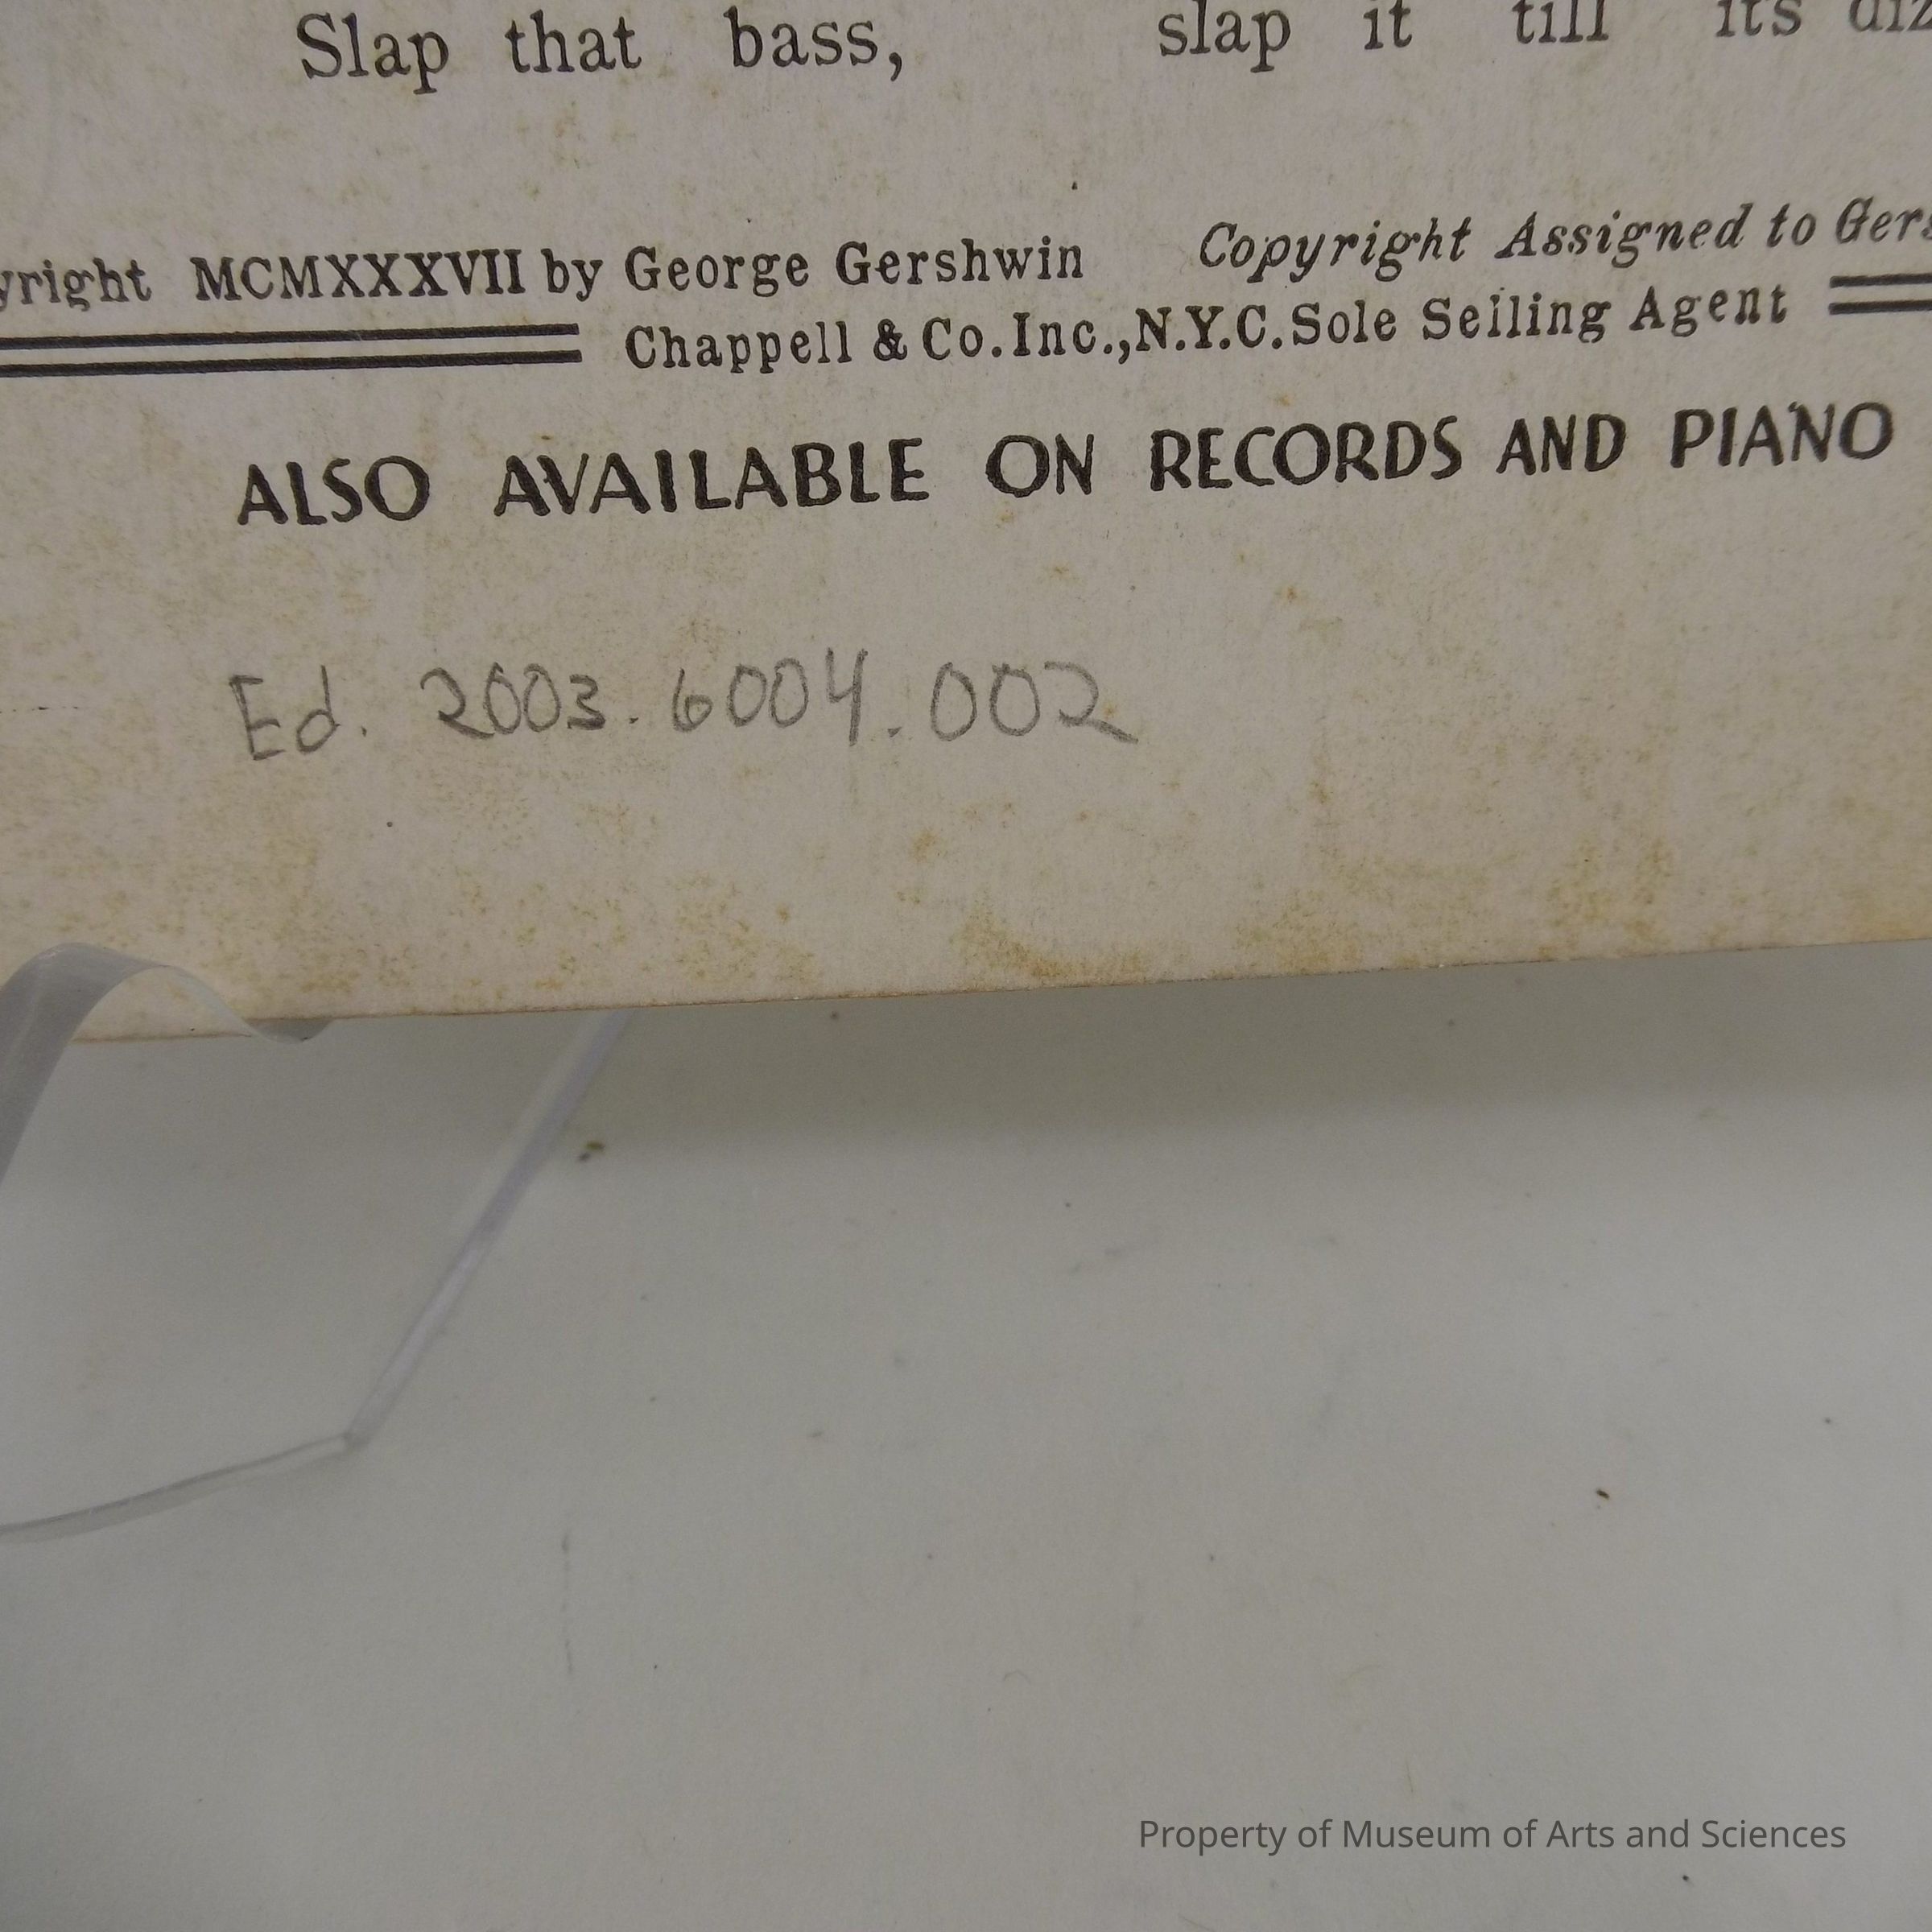 Slap that bass, slap it till its
MCMXXXVII by George Gershwin Copyright Assigned to
Chappell & Co. Inc., N.Y.C. Sole Selling Agent
ALSO AVAILABLE ON RECORDS AND PIANO
Ed. 2003.6004.002
Property of Museum of Arts and Sciences